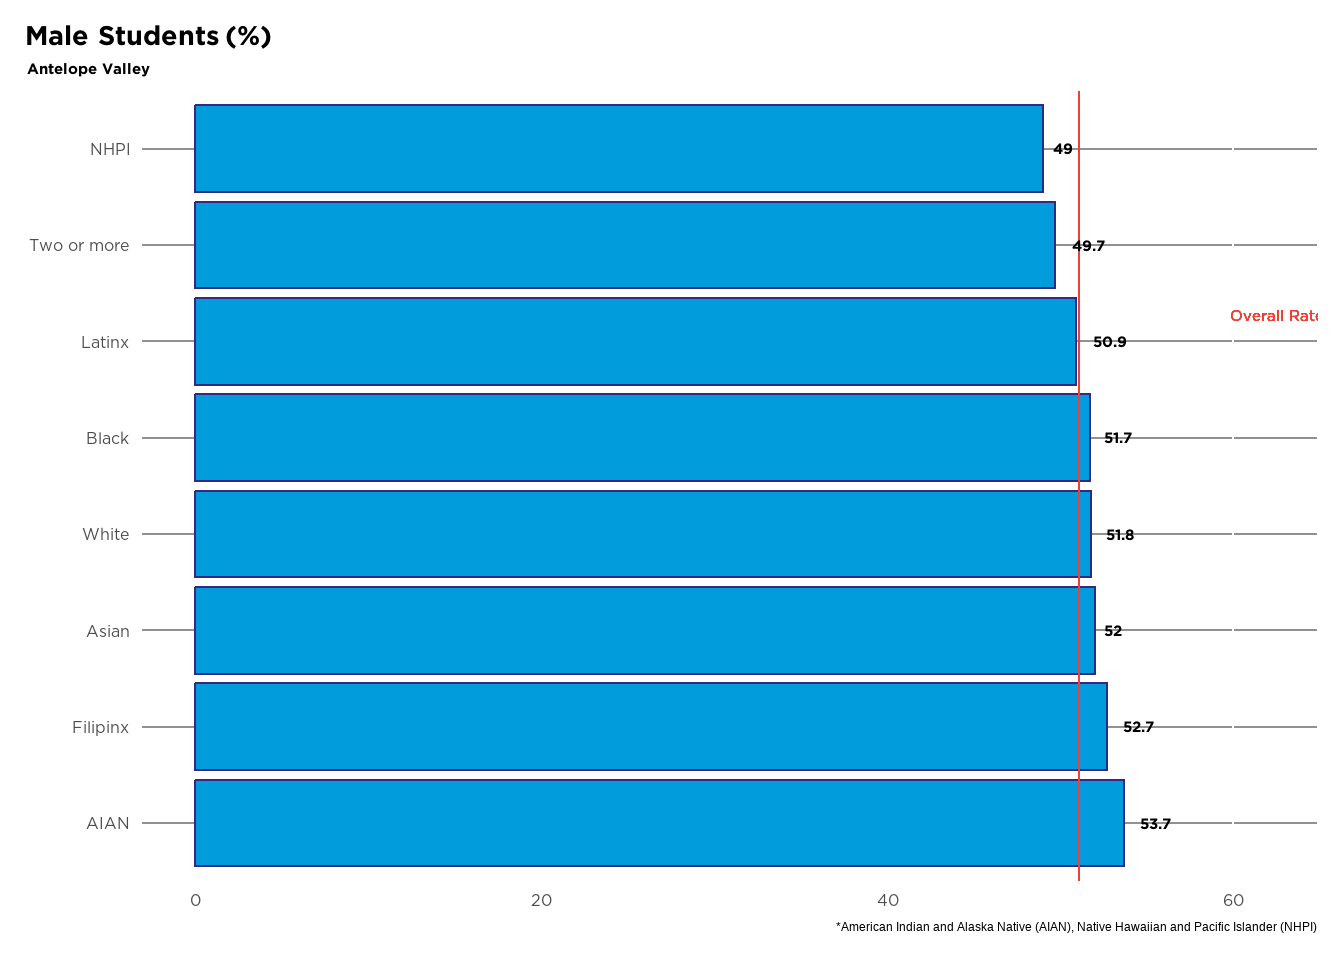 Male Students (%)
Antelope Valley
NHPI 49
Two or more 49.7
Overall Rate
Latinx 50.9
Black 51.7
White 51.8
Asian 52
Filipinx 52.7
AIAN 53.7
0 20 40 60
*American Indian and Alaska Native (AIAN), Native Hawaiian and Pacific Islander (NHPI)